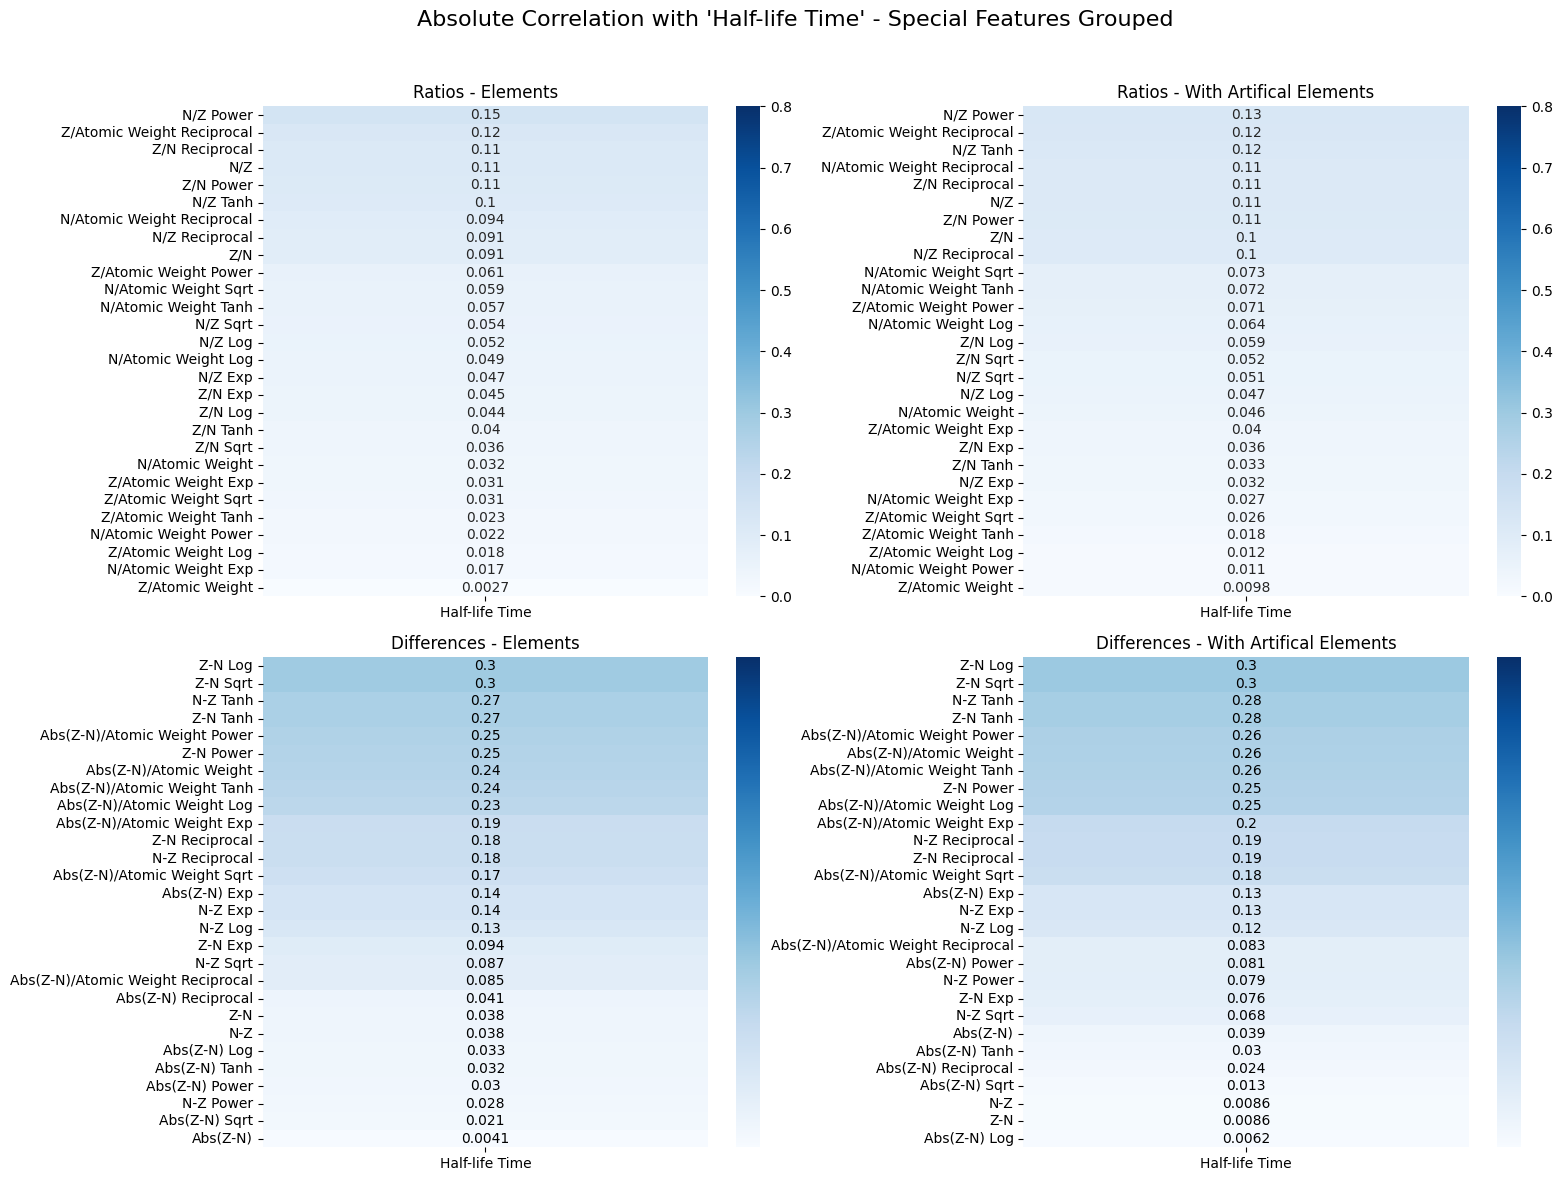 Absolute Correlation with 'Half-life Time' - Special Features Grouped
Ratios - Elements
N/Z Power 0.15
Z/Atomic Weight Reciprocal 0.12
Z/N Reciprocal 0.11
N/Z 0.11
Z/N Power 0.11
N/Z Tanh 0.1
N/Atomic Weight Reciprocal 0.094
N/Z Reciprocal 0.091
Z/N 0.091
Z/Atomic Weight Power 0.061
N/Atomic Weight Sqrt 0.059
N/Atomic Weight Tanh 0.057
N/Z Sqrt 0.054
N/Z Log 0.052
N/Atomic Weight Log 0.049
N/Z Exp 0.047
Z/N Exp 0.045
Z/N Log 0.044
Z/N Tanh 0.04
Z/N Sqrt 0.036
N/Atomic Weight 0.032
Z/Atomic Weight Exp 0.031
Z/Atomic Weight Sqrt 0.031
Z/Atomic Weight Tanh 0.023
N/Atomic Weight Power 0.022
Z/Atomic Weight Log 0.018
N/Atomic Weight Exp 0.017
Z/Atomic Weight 0.0027
Half-life Time
0.8
0.7
0.6
0.5
0.4
0.3
0.2
0.1
0.0
Ratios - With Artifical Elements
N/Z Power 0.13
Z/Atomic Weight Reciprocal 0.12
N/Z Tanh 0.12
N/Atomic Weight Reciprocal 0.11
Z/N Reciprocal 0.11
N/Z 0.11
Z/N Power 0.11
Z/N 0.1
N/Z Reciprocal 0.1
N/Atomic Weight Sqrt 0.073
N/Atomic Weight Tanh 0.072
Z/Atomic Weight Power 0.071
N/Atomic Weight Log 0.064
Z/N Log 0.059
Z/N Sqrt 0.052
N/Z Sqrt 0.051
N/Z Log 0.047
N/Atomic Weight 0.046
Z/Atomic Weight Exp 0.04
Z/N Exp 0.036
Z/N Tanh 0.033
N/Z Exp 0.032
N/Atomic Weight Exp 0.027
Z/Atomic Weight Sqrt 0.026
Z/Atomic Weight Tanh 0.018
Z/Atomic Weight Log 0.012
N/Atomic Weight Power 0.011
Z/Atomic Weight 0.0098
Half-life Time
0.8
0.7
0.6
0.5
0.4
0.3
0.2
0.1
0.0
Differences - Elements
Z-N Log 0.3
Z-N Sqrt 0.3
N-Z Tanh 0.27
Z-N Tanh 0.27
Abs(Z-N)/Atomic Weight Power 0.25
Z-N Power 0.25
Abs(Z-N)/Atomic Weight 0.24
Abs(Z-N)/Atomic Weight Tanh 0.24
Abs(Z-N)/Atomic Weight Log 0.23
Abs(Z-N)/Atomic Weight Exp 0.19
Z-N Reciprocal 0.18
N-Z Reciprocal 0.18
Abs(Z-N)/Atomic Weight Sqrt 0.17
Abs(Z-N) Exp 0.14
N-Z Exp 0.14
N-Z Log 0.13
Z-N Exp 0.094
N-Z Sqrt 0.087
Abs(Z-N)/Atomic Weight Reciprocal 0.085
Abs(Z-N) Reciprocal 0.041
Z-N 0.038
N-Z 0.038
Abs(Z-N) Log 0.033
Abs(Z-N) Tanh 0.032
Abs(Z-N) Power 0.03
N-Z Power 0.028
Abs(Z-N) Sqrt 0.021
Abs(Z-N) 0.0041
Half-life Time
Differences - With Artifical Elements
Z-N Log 0.3
Z-N Sqrt 0.3
N-Z Tanh 0.28
Z-N Tanh 0.28
Abs(Z-N)/Atomic Weight Power 0.26
Abs(Z-N)/Atomic Weight 0.26
Abs(Z-N)/Atomic Weight Tanh 0.26
Z-N Power 0.25
Abs(Z-N)/Atomic Weight Log 0.25
Abs(Z-N)/Atomic Weight Exp 0.2
N-Z Reciprocal 0.19
Z-N Reciprocal 0.19
Abs(Z-N)/Atomic Weight Sqrt 0.18
Abs(Z-N) Exp 0.13
N-Z Exp 0.13
N-Z Log 0.12
Abs(Z-N)/Atomic Weight Reciprocal 0.083
Abs(Z-N) Power 0.081
N-Z Power 0.079
Z-N Exp 0.076
N-Z Sqrt 0.068
Abs(Z-N) 0.039
Abs(Z-N) Tanh 0.03
Abs(Z-N) Reciprocal 0.024
Abs(Z-N) Sqrt 0.013
N-Z 0.0086
Z-N 0.0086
Abs(Z-N) Log 0.0062
Half-life Time